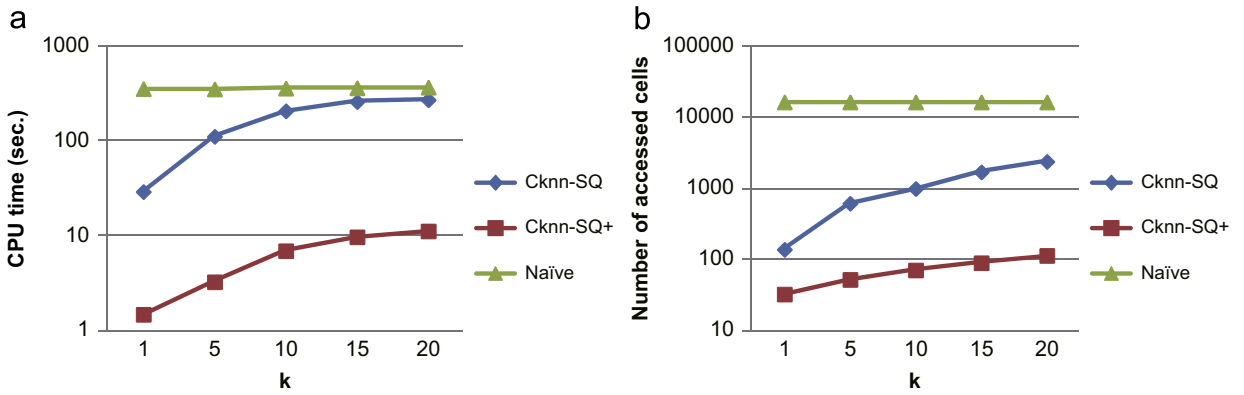 a
CPU time (sec.)
1000
100
10
1
1 5 10 15 20
k
Cknn-SQ
Cknn-SQ+
Naïve
b
Number of accessed cells
100000
10000
1000
100
10
1 5 10 15 20
k
Cknn-SQ
Cknn-SQ+
Naïve